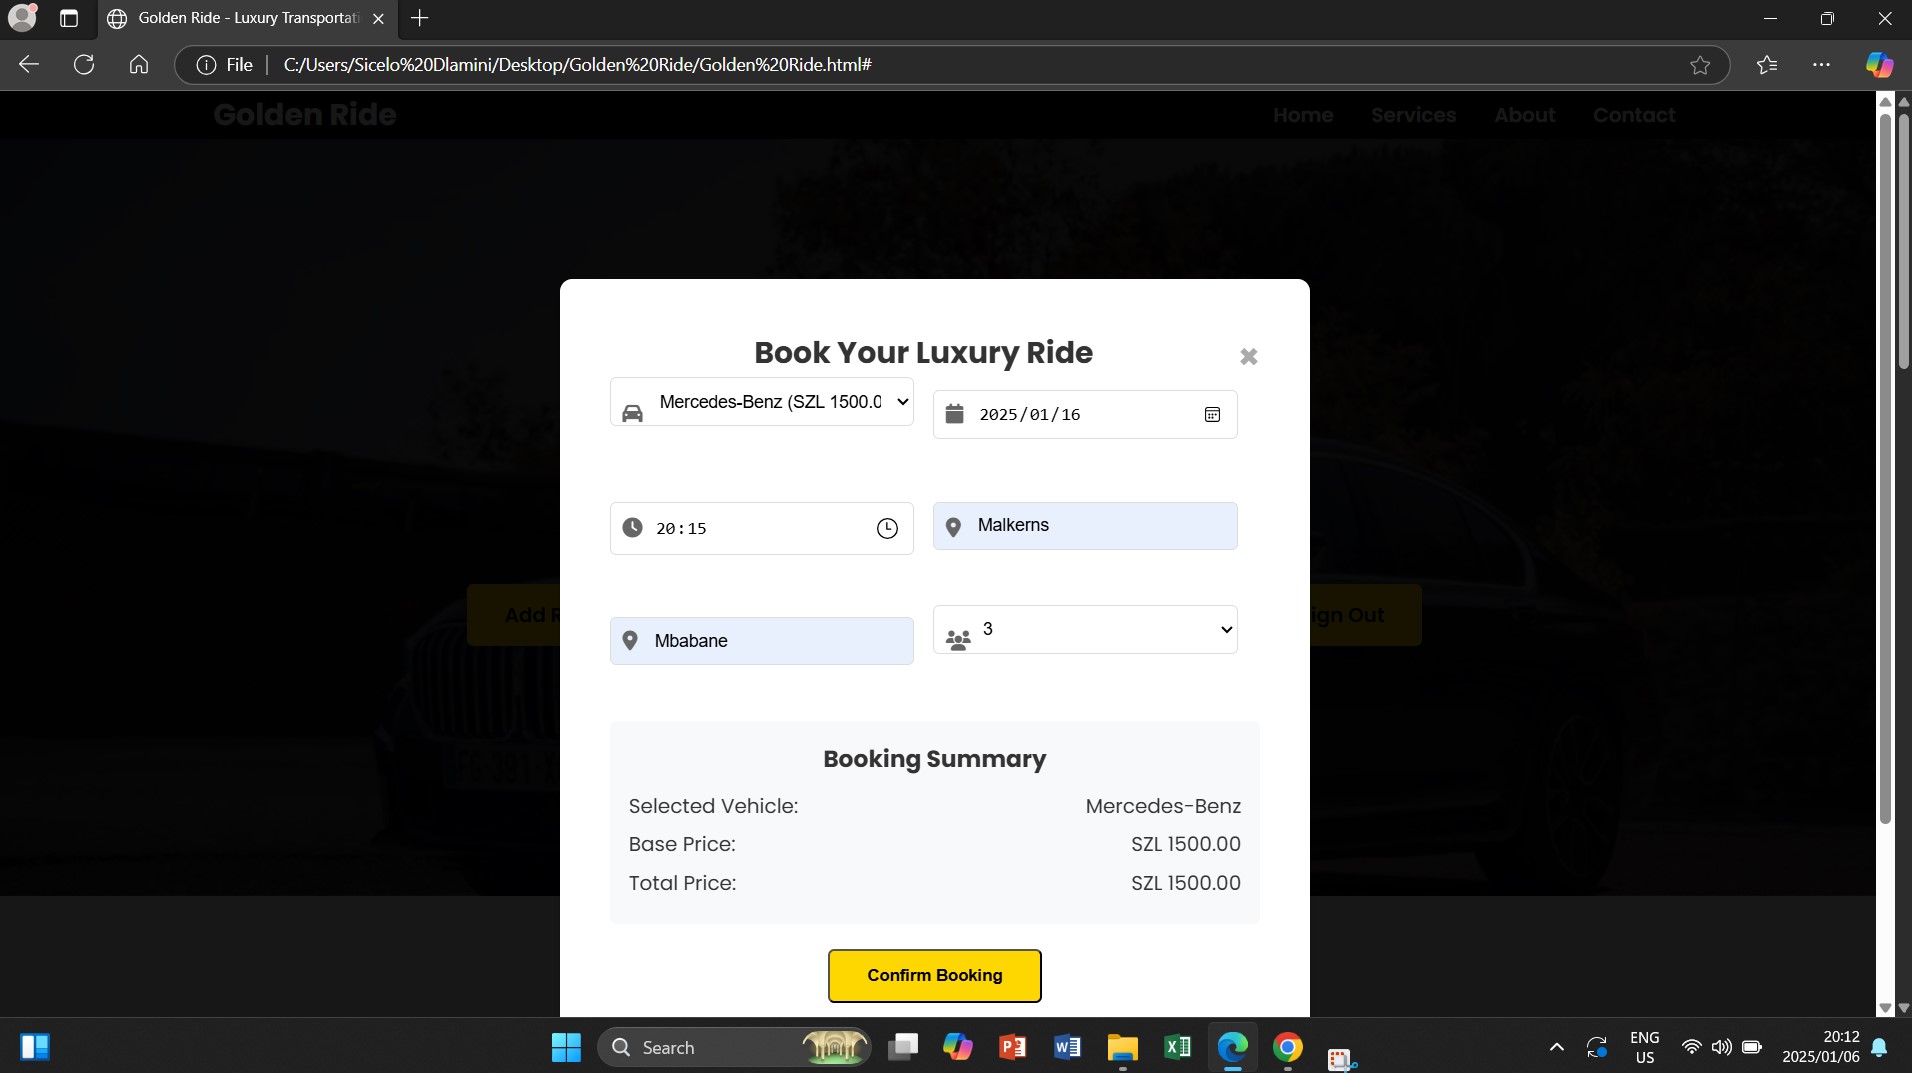 Golden Ride - Luxury Transportati
File
C:/Users/Sicelo%20Dlamini/Desktop/Golden%20Ride/Golden%20Ride.html#
Golden Ride
Home Services About Contact
Book Your Luxury Ride
Mercedes-Benz (SZL 1500.0
2025/01/16
20:15
Malkerns
Add R
ign Out
Mbabane
3
Booking Summary
Selected Vehicle: Mercedes-Benz
Base Price: SZL 1500.00
Total Price: SZL 1500.00
Confirm Booking
Search
ENG
US
20:12
2025/01/06